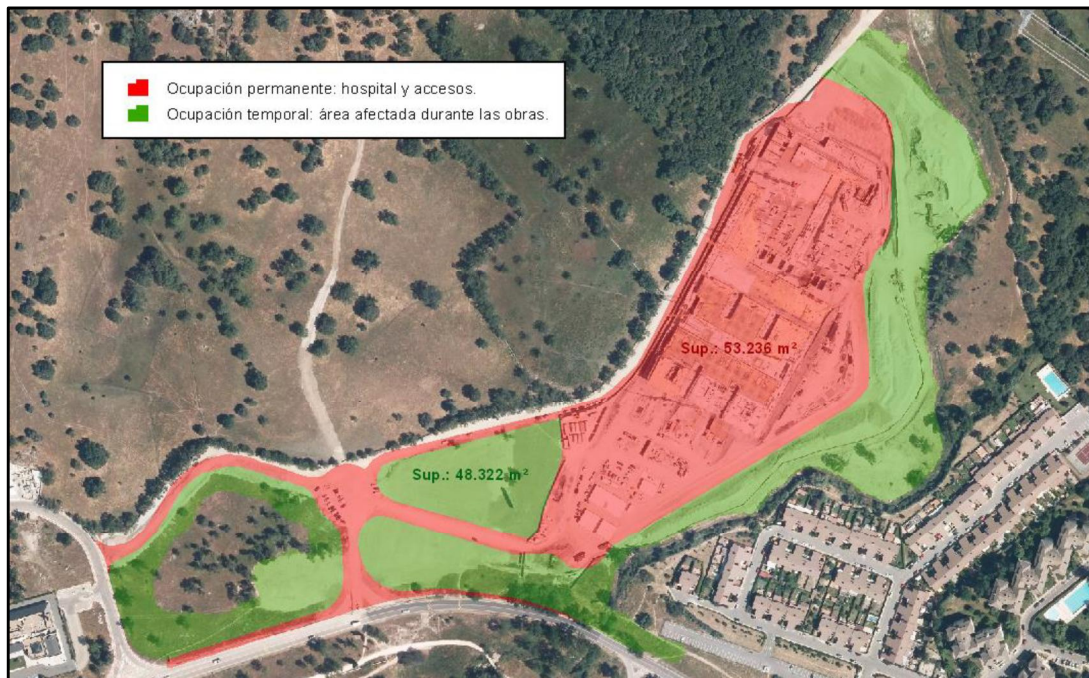 Ocupación permanente: hospital y accesos.
Ocupación temporal: área afectada durante las obras.
Sup.: 53.236 m²
Sup.: 48.322 m²